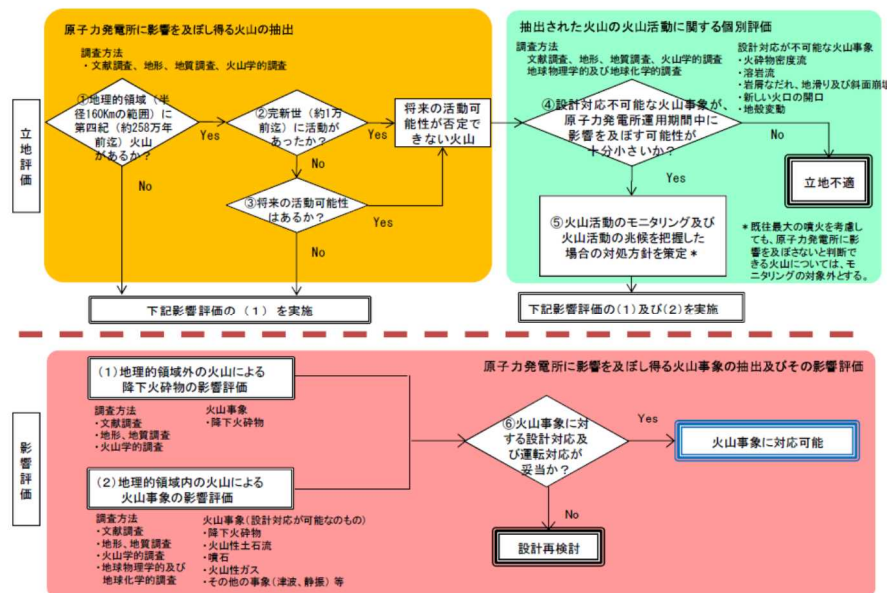 原子力発電所に影響を及ぼし得る火山の抽出
調査方法
・文献調査、地形、地質調査、火山学的調査
①地理的領域（半
径160Kmの範囲）に
第四紀（約258万年
前迄）火山
があるか？
Yes
No
②完新世（約1万
前迄）に活動が
あったか？
Yes
No
③将来の活動可能性
はあるか？
Yes
No
将来の活動可
能性が否定で
きない火山
立地評価
下記影響評価の（1）を実施
抽出された火山の火山活動に関する個別評価
調査方法
文献調査、地形、地質調査、火山学的調査
地球物理学的及び地球化学的調査
設計対応が不可能な火山事象
・火砕物密度流
・溶岩流
・岩屑なだれ、地滑り及び斜面崩壊
・新しい火口の開口
・地殻変動
④設計対応不可能な火山事象が、
原子力発電所運用期間中に
影響を及ぼす可能性が
十分小さいか？
No
Yes
立地不適
⑤火山活動のモニタリング及び
火山活動の兆候を把握した
場合の対処方針を策定＊
＊既往最大の噴火を考慮し
ても、原子力発電所に影
響を及ぼさないと判断で
きる火山については、モ
ニタリングの対象外とする。
下記影響評価の(1)及び(2)を実施
影響評価
原子力発電所に影響を及ぼし得る火山事象の抽出及びその影響評価
(1)地理的領域外の火山による
降下火砕物の影響評価
調査方法
・文献調査
・地形、地質調査
・火山学的調査
火山事象
・降下火砕物
(2)地理的領域内の火山による
火山事象の影響評価
調査方法
・文献調査
・地形、地質調査
・火山学的調査
・地球物理学的及び
地球化学的調査
火山事象(設計対応が可能なもの)
・降下火砕物
・火山性土石流
・噴石
・火山性ガス
・その他の事象(津波、静振)等
⑥火山事象に対
する設計対応及
び運転対応が
妥当か？
Yes
火山事象に対応可能
No
設計再検討